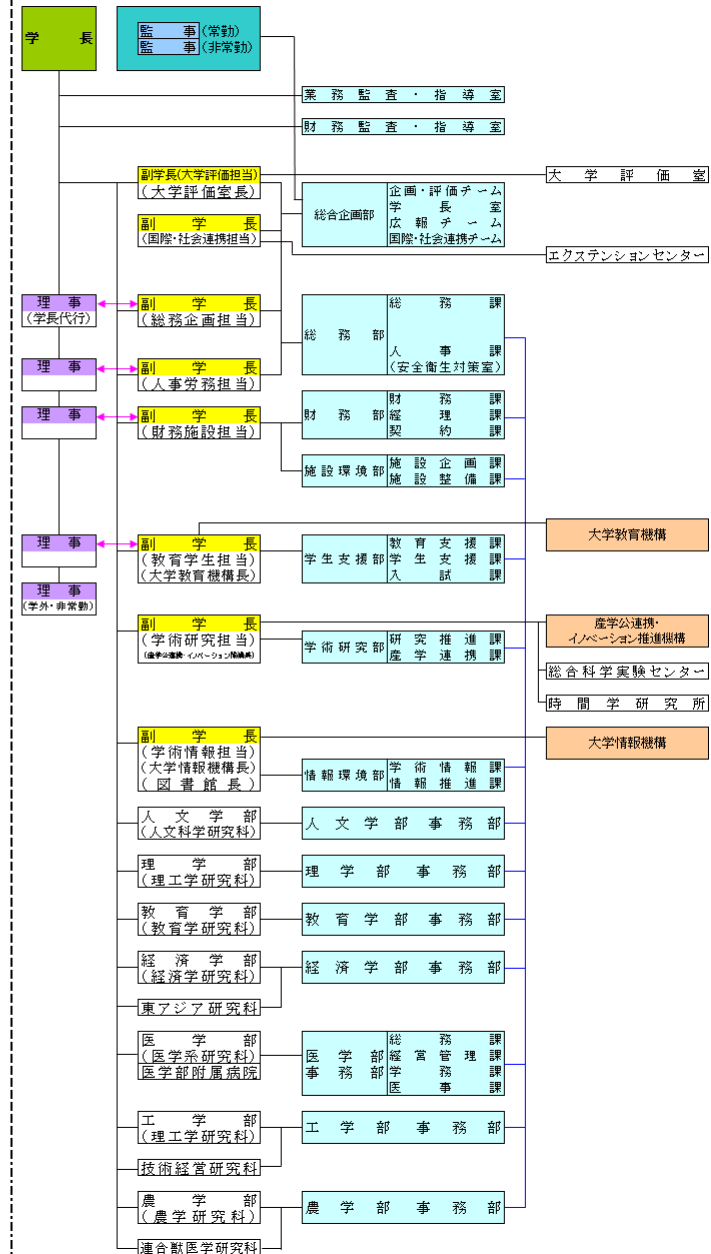 学長
監事(常勤)
監事(非常勤)
業務監査・指導室
財務監査・指導室
副学長(大学評価担当)
(大学評価室長)
大学評価室
総合企画部
企画・評価チーム
学長室
広報チーム
国際・社会連携チーム
副学長
(国際・社会連携担当)
エクステンションセンター
理事
(学長代行)
副学長
(総務企画担当)
総務部
総務課
人事課
(安全衛生対策室)
理事
副学長
(人事労務担当)
理事
副学長
(財務施設担当)
財務部
財務課
経理課
契約課
施設環境部
施設企画課
施設整備課
理事
副学長
(教育学生担当)
(大学教育機構長)
学生支援部
教育支援課
学生支援課
入試課
大学教育機構
理事
(学外・非常勤)
副学長
(学術研究担当)
学術研究部
研究推進課
産学連携課
産学公連携・
イノベーション推進機構
総合科学実験センター
時間学研究所
副学長
(学術情報担当)
(大学情報機構長)
(図書館長)
情報環境部
学術情報課
情報推進課
大学情報機構
人文学部
(人文科学研究科)
人文学部事務部
理学部
(理工学研究科)
理学部事務部
教育学部
(教育学研究科)
教育学部事務部
経済学部
(経済学研究科)
経済学部事務部
東アジア研究科
医学部
(医学系研究科)
医学部附属病院
医学部
事務部
総務課
経営管理課
学務課
医事課
工学部
(理工学研究科)
工学部事務部
技術経営研究科
農学部
(農学研究科)
農学部事務部
連合獣医学研究科